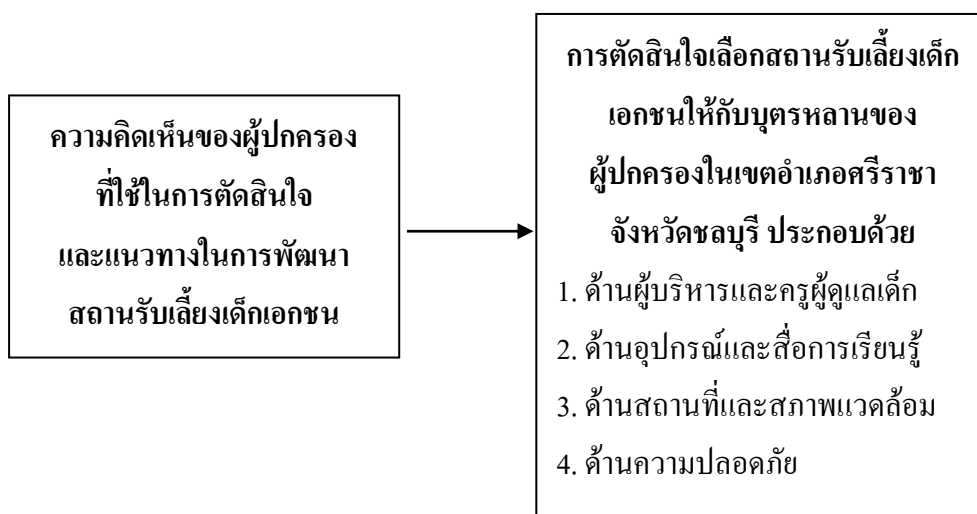 ความคิดเห็นของผู้ปกครอง
ที่ใช้ในการตัดสินใจ
และแนวทางในการพัฒนา
สถานรับเลี้ยงเด็กเอกชน
การตัดสินใจเลือกสถานรับเลี้ยงเด็ก
เอกชนให้กับบุตรหลานของ
ผู้ปกครองในเขตอำเภอศรีราชา
จังหวัดชลบุรี ประกอบด้วย
1. ด้านผู้บริหารและครูผู้ดูแลเด็ก
2. ด้านอุปกรณ์และสื่อการเรียนรู้
3. ด้านสถานที่และสภาพแวดล้อม
4. ด้านความปลอดภัย